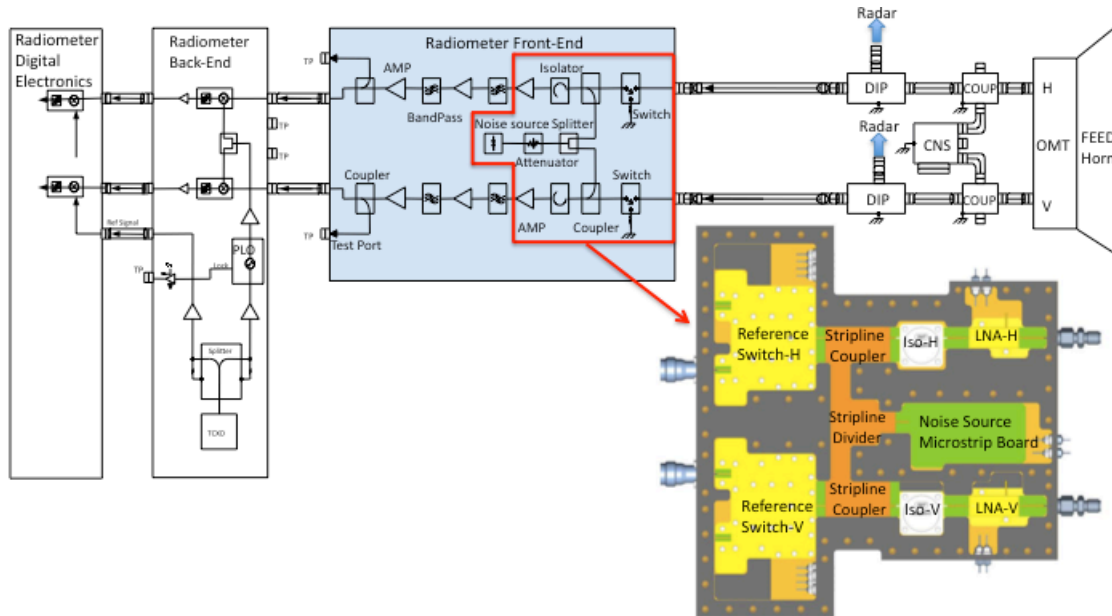 Radar
Radiometer
Digital
Electronics
Radiometer
Back-End
Radiometer Front-End
TP
AMP
Isolator
BandPass
Switch
Noise source Splitter
Attenuator
DIP
COUP
H
Radar
CNS
OMT
FEED
Horn
TP
TP
Coupler
Switch
AMP
Coupler
DIP
COUP
V
TP
Test Port
Ref Signal
PLO
TP
Lock
Splitter
TCXO
Reference
Switch-H
Stripline
Coupler
Iso-H
LNA-H
Stripline
Divider
Noise Source
Microstrip Board
Reference
Switch-V
Stripline
Coupler
Iso-V
LNA-V